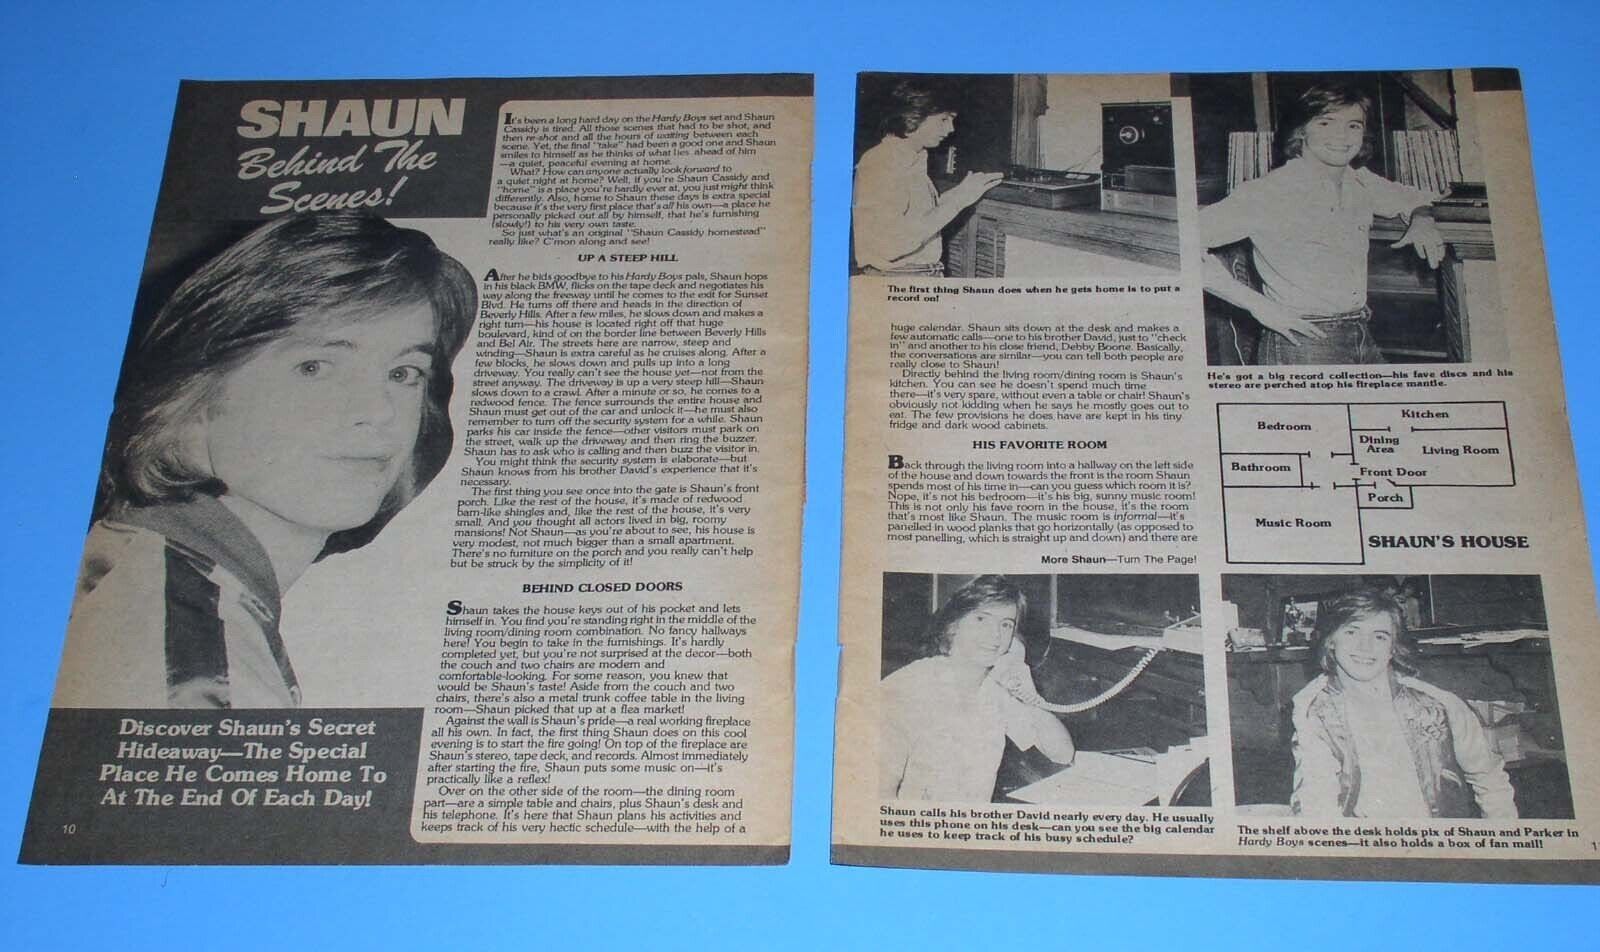 SHAUN
Behind The
Scenes!
It's been a long hard day on the Hardy Boys set and Shaun
Cassidy is tired. All those scenes that had to be shot, and
then re-shot and all the hours of waiting between each
scene. Yet, the final "take" had been a good one and Shaun
smiles to himself as he thinks of what lies ahead of him
—a quiet, peaceful evening at home.
What? How can anyone actually look forward to
a quiet night at home? Well, if you're Shaun Cassidy and
"home" is a place you're hardly ever at, you just might think
differently. Also, home to Shaun these days is extra special
because it's the very first place that's all his own—a place he
personally picked out all by himself, that he's furnishing
(slowly!) to his very own taste.
So just what's an original "Shaun Cassidy homestead"
really like? C'mon along and see!
UP A STEEP HILL
After he bids goodbye to his Hardy Boys pals, Shaun hops
in his black BMW, flicks on the tape deck and negotiates his
way along the freeway until he comes to the exit for Sunset
Blvd. He turns off there and heads in the direction of
Beverly Hills. After a few miles, he slows down and makes a
right turn—his house is located right off that huge
boulevard, kind of on the border line between Beverly Hills
and Bel Air. The streets here are narrow, steep and
winding—Shaun is extra careful as he cruises along. After a
few blocks, he slows down and pulls up into a long
driveway. You really can't see the house yet—not from the
street anyway. The driveway is up a very steep hill—Shaun
slows down to a crawl. After a minute or so, he comes to a
redwood fence. The fence surrounds the entire house and
Shaun must get out of the car and unlock it—he must also
remember to turn off the security system for a while. Shaun
parks his car inside the fence—other visitors must park on
the street, walk up the driveway and then ring the buzzer.
Shaun has to ask who is calling and then buzz the visitor in.
You might think the security system is elaborate—but
Shaun knows from his brother David's experience that it's
necessary.
The first thing you see once into the gate is Shaun's front
porch. Like the rest of the house, it's made of redwood
barn-like shingles and, like the rest of the house, it's very
small. And you thought all actors lived in big, roomy
mansions! Not Shaun—as you're about to see, his house is
very modest, not much bigger than a small apartment.
There's no furniture on the porch and you really can't help
but be struck by the simplicity of it!
BEHIND CLOSED DOORS
Shaun takes the house keys out of his pocket and lets
himself in. You find you're standing right in the middle of the
living room/dining room combination. No fancy hallways
here! You begin to take in the furnishings. It's hardly
completed yet, but you're not surprised at the decor—both
the couch and two chairs are modern and
comfortable-looking. For some reason, you knew that
would be Shaun's taste! Aside from the couch and two
chairs, there's also a metal trunk coffee table in the living
room—Shaun picked that up at a flea market!
Against the wall is Shaun's pride—a real working fireplace
all his own. In fact, the first thing Shaun does on this cool
evening is to start the fire going! On top of the fireplace are
Shaun's stereo, tape deck, and records. Almost immediately
after starting the fire, Shaun puts some music on—it's
practically like a reflex!
Over on the other side of the room—the dining room
part—are a simple table and chairs, plus Shaun's desk and
his telephone. It's here that Shaun plans his activities and
keeps track of his very hectic schedule—with the help of a
Discover Shaun's Secret
Hideaway—The Special
Place He Comes Home To
At The End Of Each Day!
10
The first thing Shaun does when he gets home is to put a
record on!
huge calendar. Shaun sits down at the desk and makes a
few automatic calls—one to his brother David, just to "check
in" and another to his close friend, Debby Boone. Basically,
the conversations are similar—you can tell both people are
really close to Shaun!
Directly behind the living room/dining room is Shaun's
kitchen. You can see he doesn't spend much time
there—it's very spare, without even a table or chair! Shaun's
obviously not kidding when he says he mostly goes out to
eat. The few provisions he does have are kept in his tiny
fridge and dark wood cabinets.
HIS FAVORITE ROOM
Back through the living room into a hallway on the left side
of the house and down towards the front is the room Shaun
spends most of his time in—can you guess which room it is?
Nope, it's not his bedroom—it's his big, sunny music room!
This is not only his fave room in the house, it's the room
that's most like Shaun. The music room is informal—it's
panelled in wood planks that go horizontally (as opposed to
most panelling, which is straight up and down) and there are
More Shaun—Turn The Page!
He's got a big record collection—his fave discs and his
stereo are perched atop his fireplace mantle.
Bedroom
Kitchen
Dining
Area
Living Room
Bathroom
Front Door
Porch
Music Room
SHAUN'S HOUSE
Shaun calls his brother David nearly every day. He usually
uses this phone on his desk—can you see the big calendar
he uses to keep track of his busy schedule?
The shelf above the desk holds pix of Shaun and Parker in
Hardy Boys scenes—it also holds a box of fan mail!
11